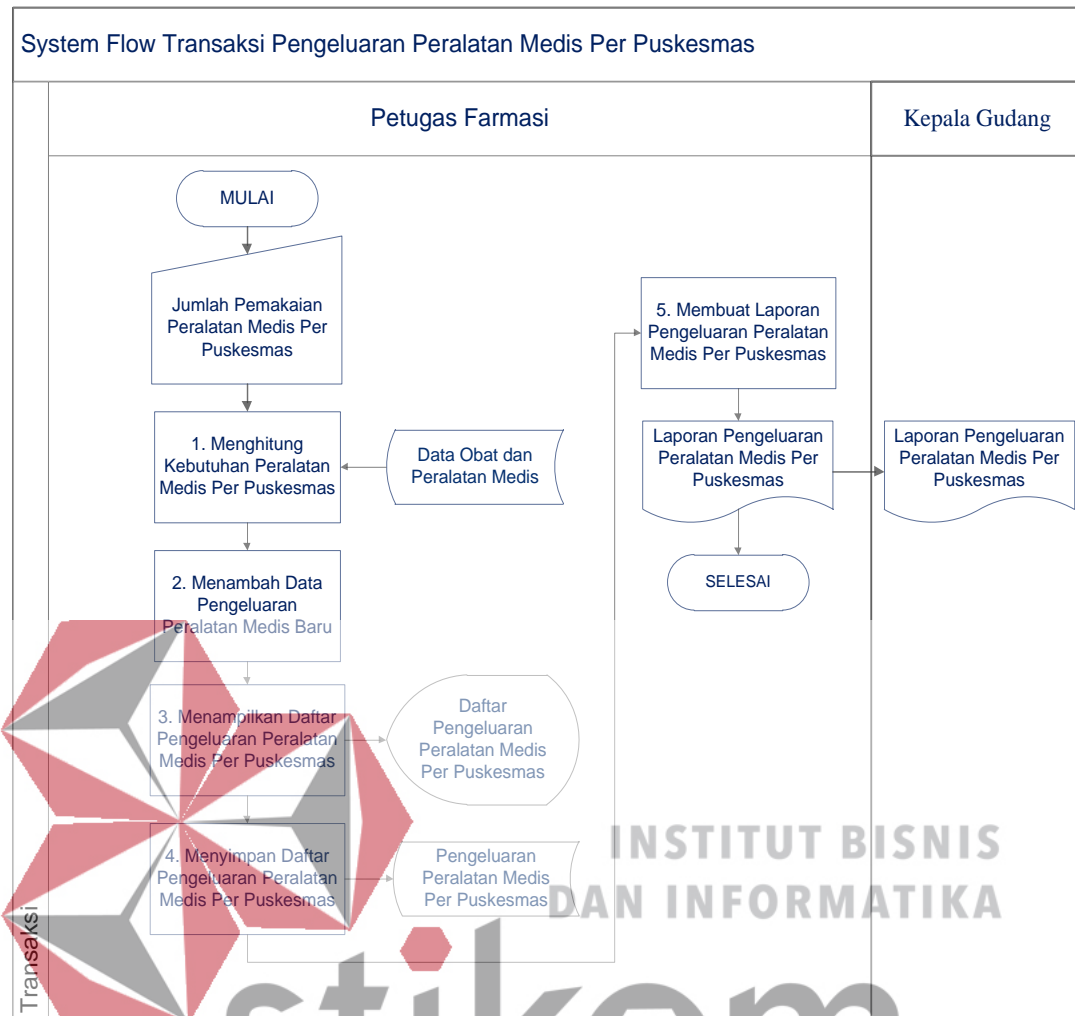 System Flow Transaksi Pengeluaran Peralatan Medis Per Puskesmas
Petugas Farmasi
Kepala Gudang
MULAI
Jumlah Pemakaian
Peralatan Medis Per
Puskesmas
1. Menghitung
Kebutuhan Peralatan
Medis Per Puskesmas
Data Obat dan
Peralatan Medis
2. Menambah Data
Pengeluaran
Peralatan Medis Baru
3. Menampilkan Daftar
Pengeluaran Peralatan
Medis Per Puskesmas
Daftar
Pengeluaran
Peralatan Medis
Per Puskesmas
4. Menyimpan Daftar
Pengeluaran Peralatan
Medis Per Puskesmas
Pengeluaran
Peralatan Medis
Per Puskesmas
5. Membuat Laporan
Pengeluaran Peralatan
Medis Per Puskesmas
Laporan Pengeluaran
Peralatan Medis Per
Puskesmas
SELESAI
Laporan Pengeluaran
Peralatan Medis Per
Puskesmas
Transaksi
INSTITUT BISNIS
DAN INFORMATIKA
stikom